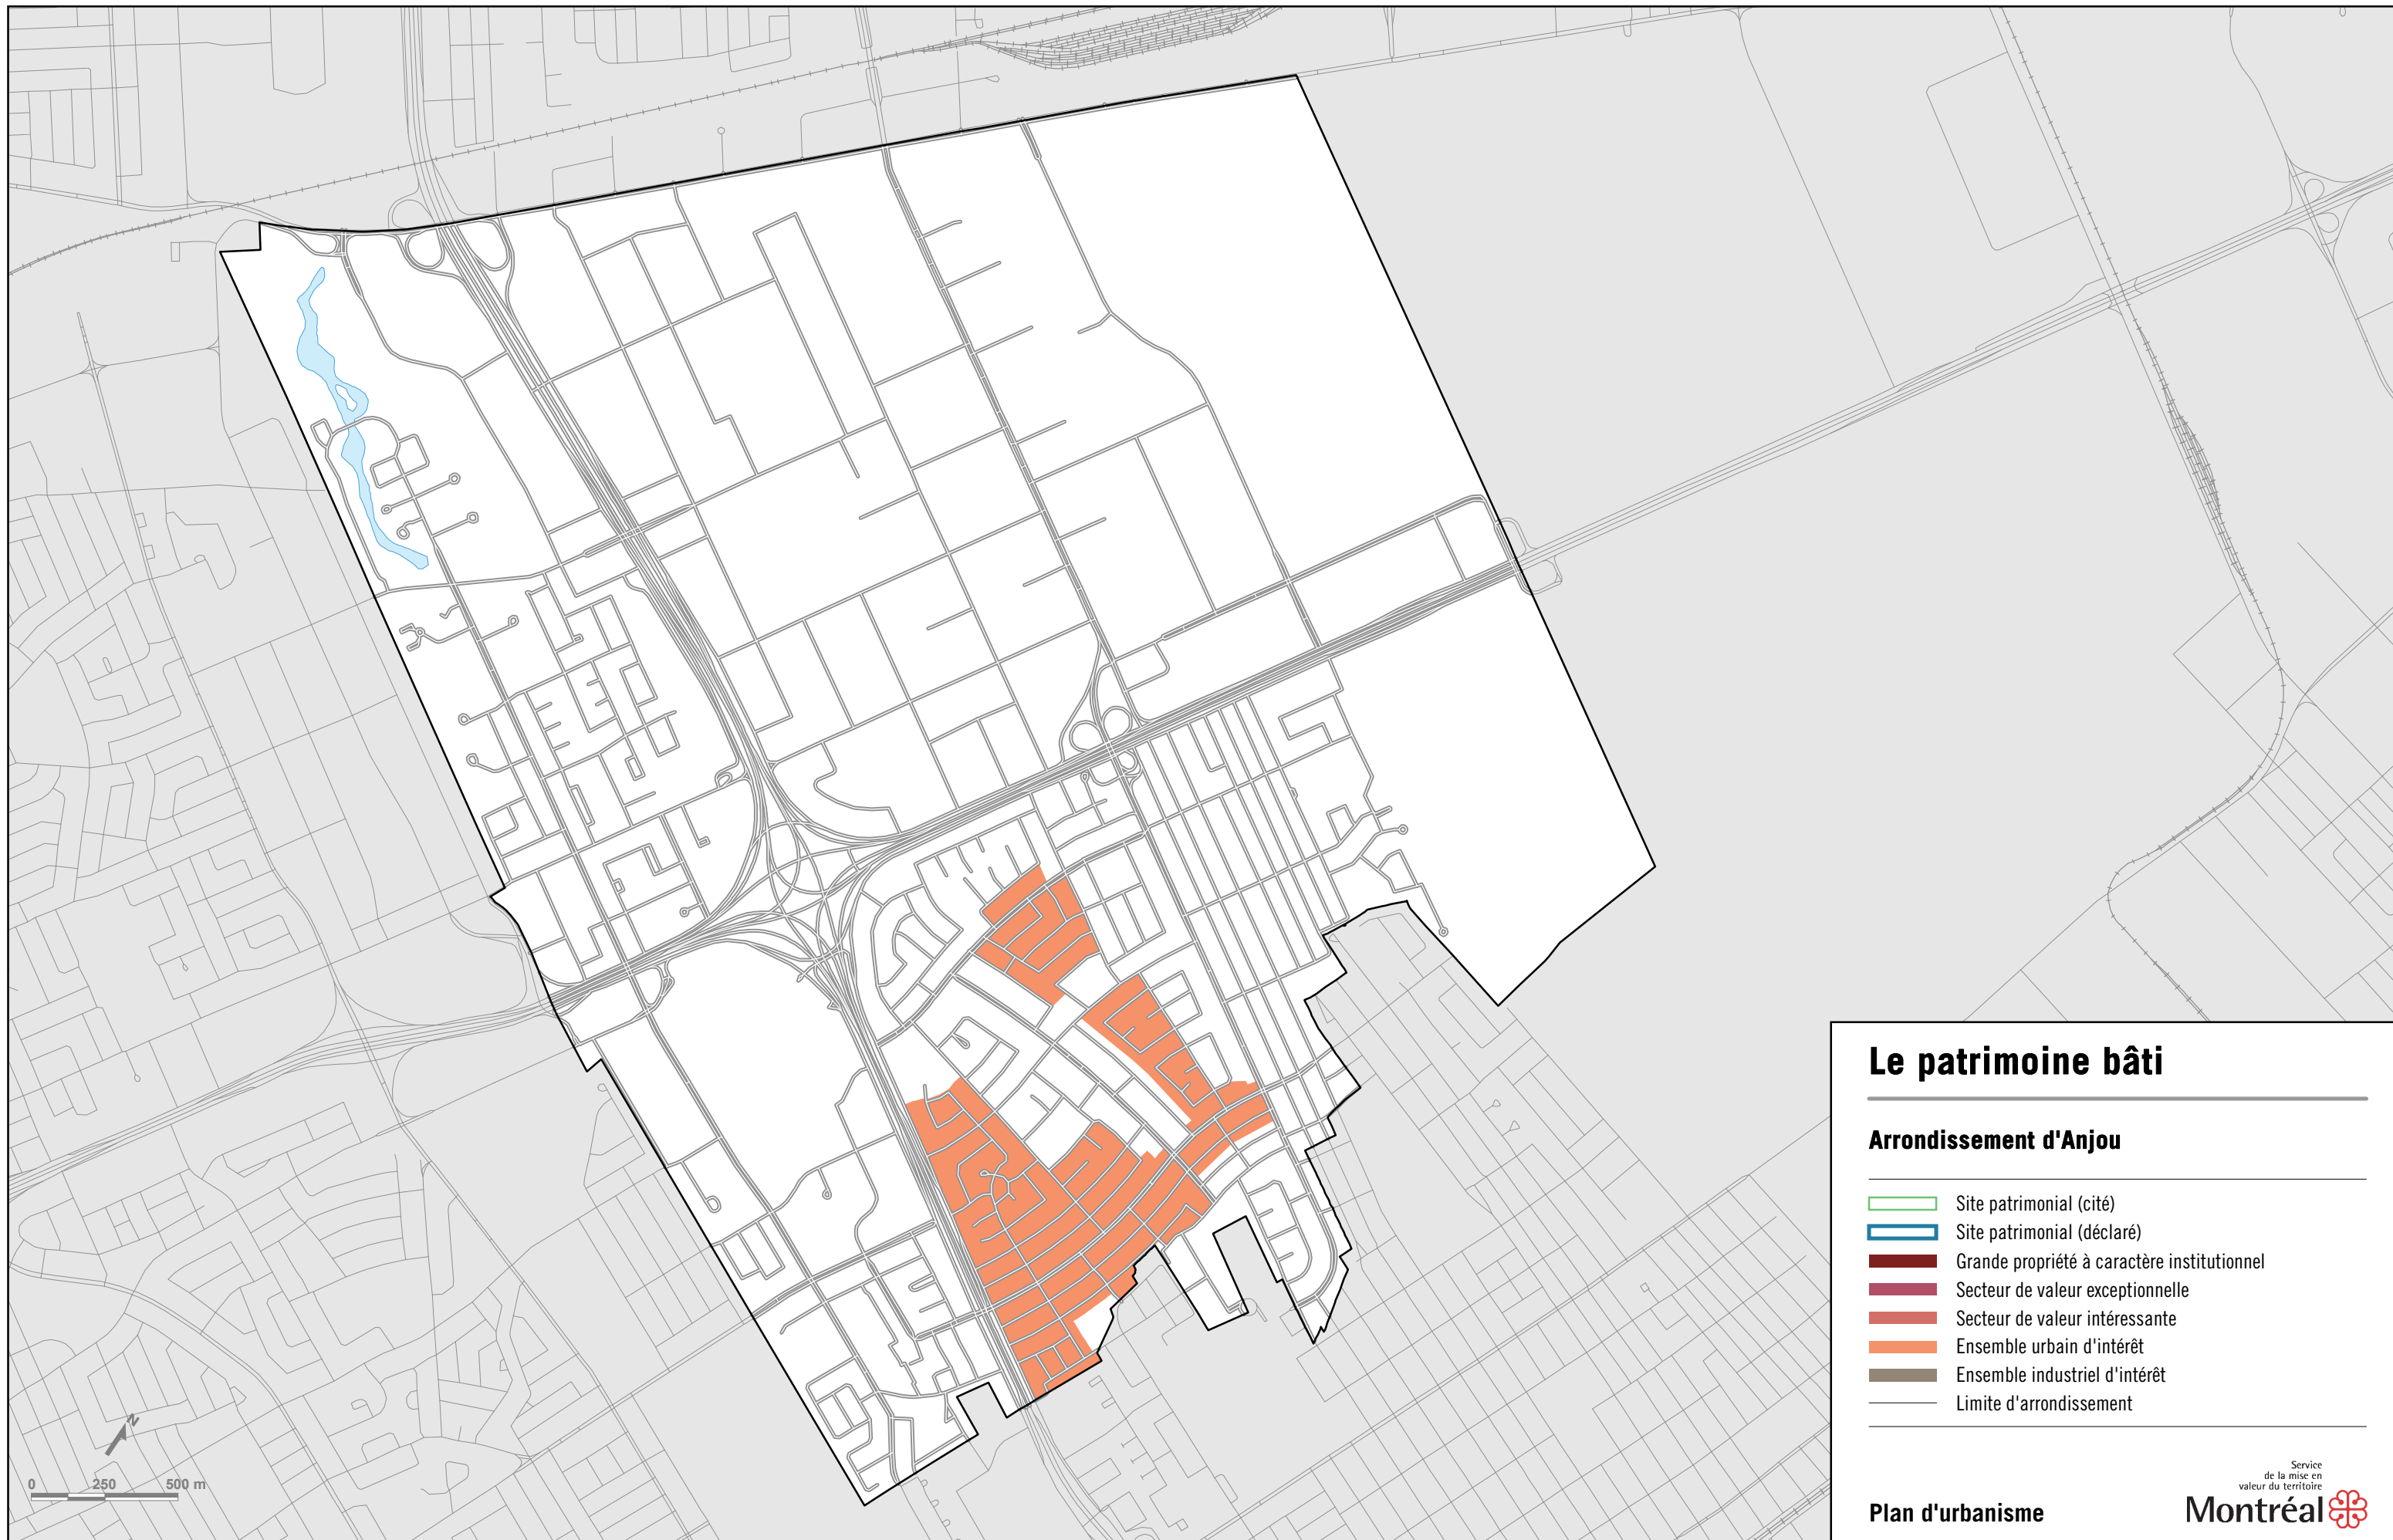 Le patrimoine bâti
Arrondissement d'Anjou
Site patrimonial (cité)
Site patrimonial (déclaré)
Grande propriété à caractère institutionnel
Secteur de valeur exceptionnelle
Secteur de valeur intéressante
Ensemble urbain d'intérêt
Ensemble industriel d'intérêt
Limite d'arrondissement
N
0 250 500 m
Service
de la mise en
valeur du territoire
Plan d'urbanisme
Montréal